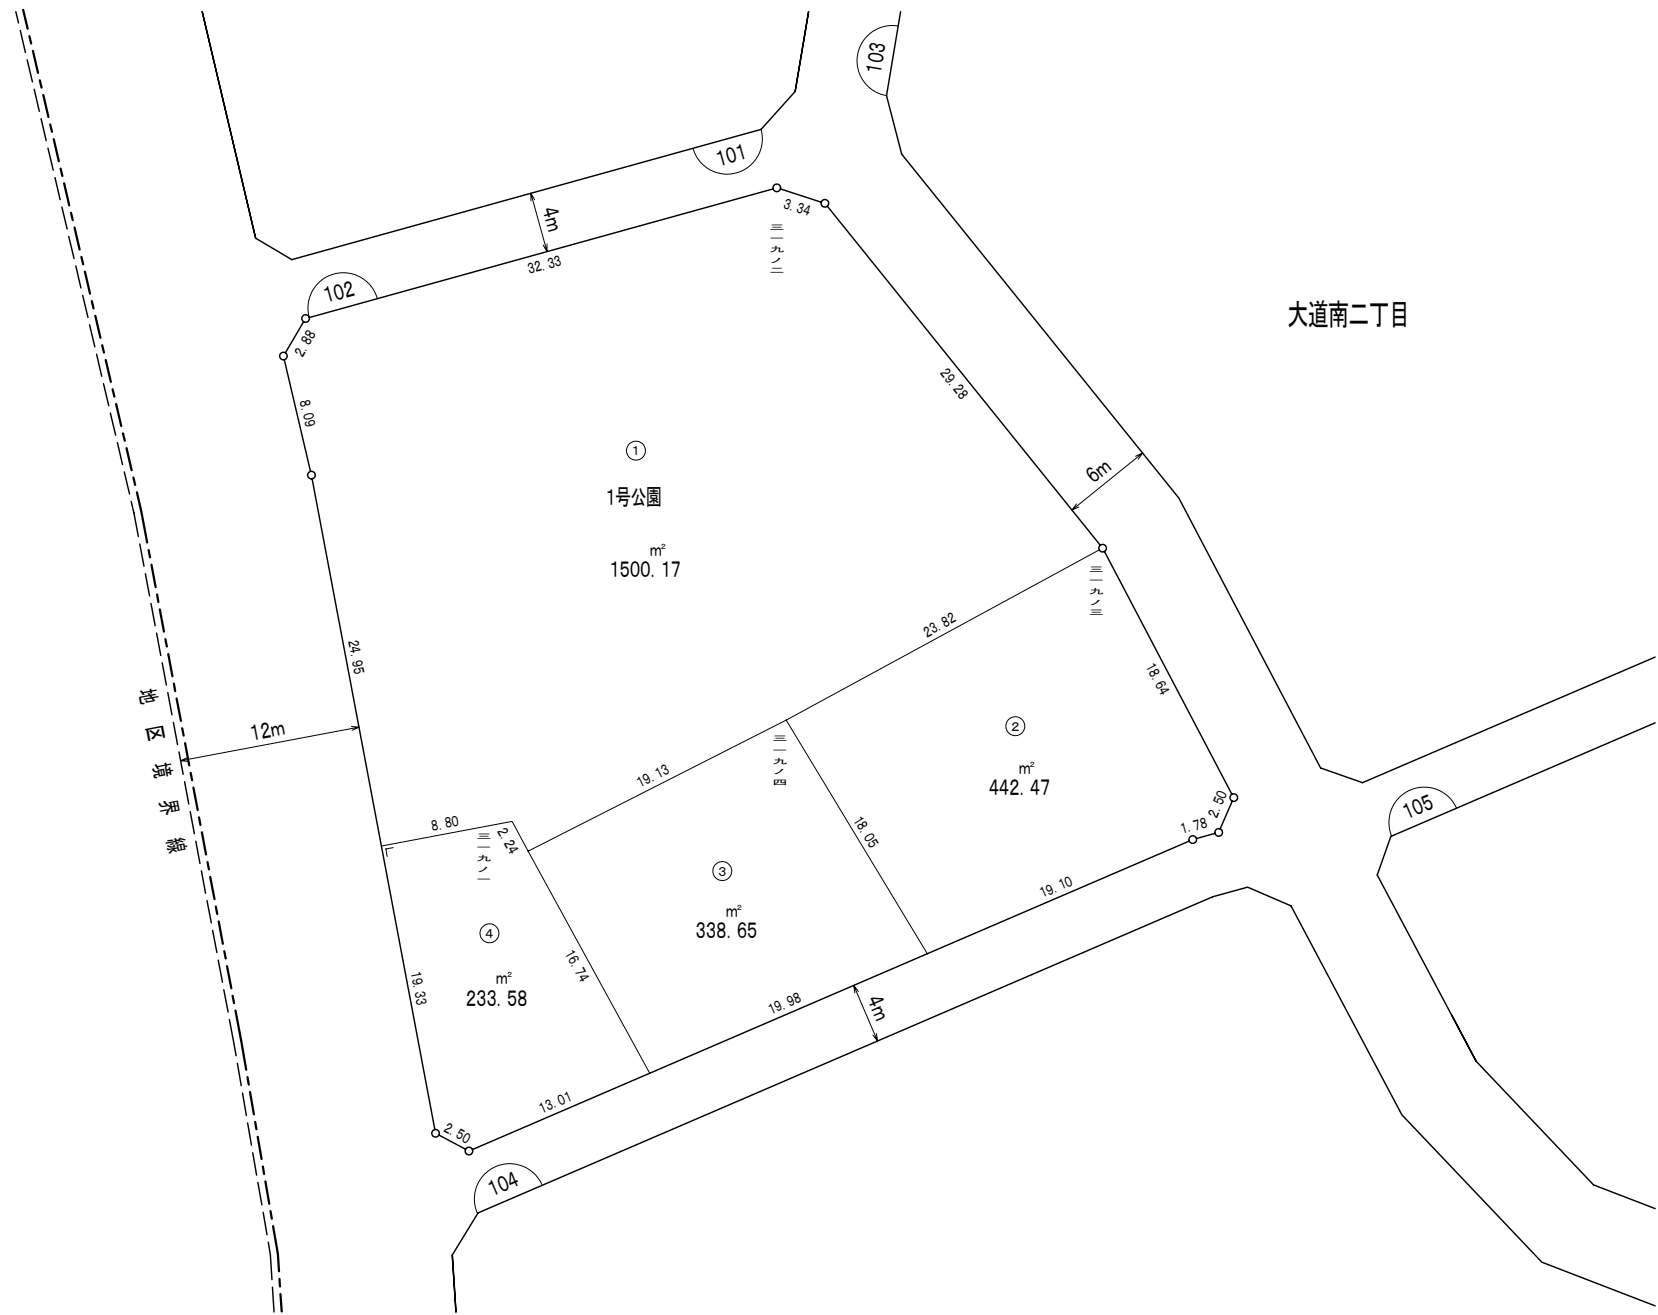 103
101
4m
3.34
三一九ノ二
32.33
102
2.88
大道南二丁目
8.09
29.28
①
1号公園
6m
m²
1500.17
三一九ノ三
23.82
24.95
18.64
地区境界線
12m
②
三一九ノ四
m²
442.47
19.13
8.80
2.24
三一九ノ一
18.05
1.78
2.50
105
③
m²
338.65
19.10
④
m²
233.58
16.74
19.33
19.98
4m
13.01
2.50
104